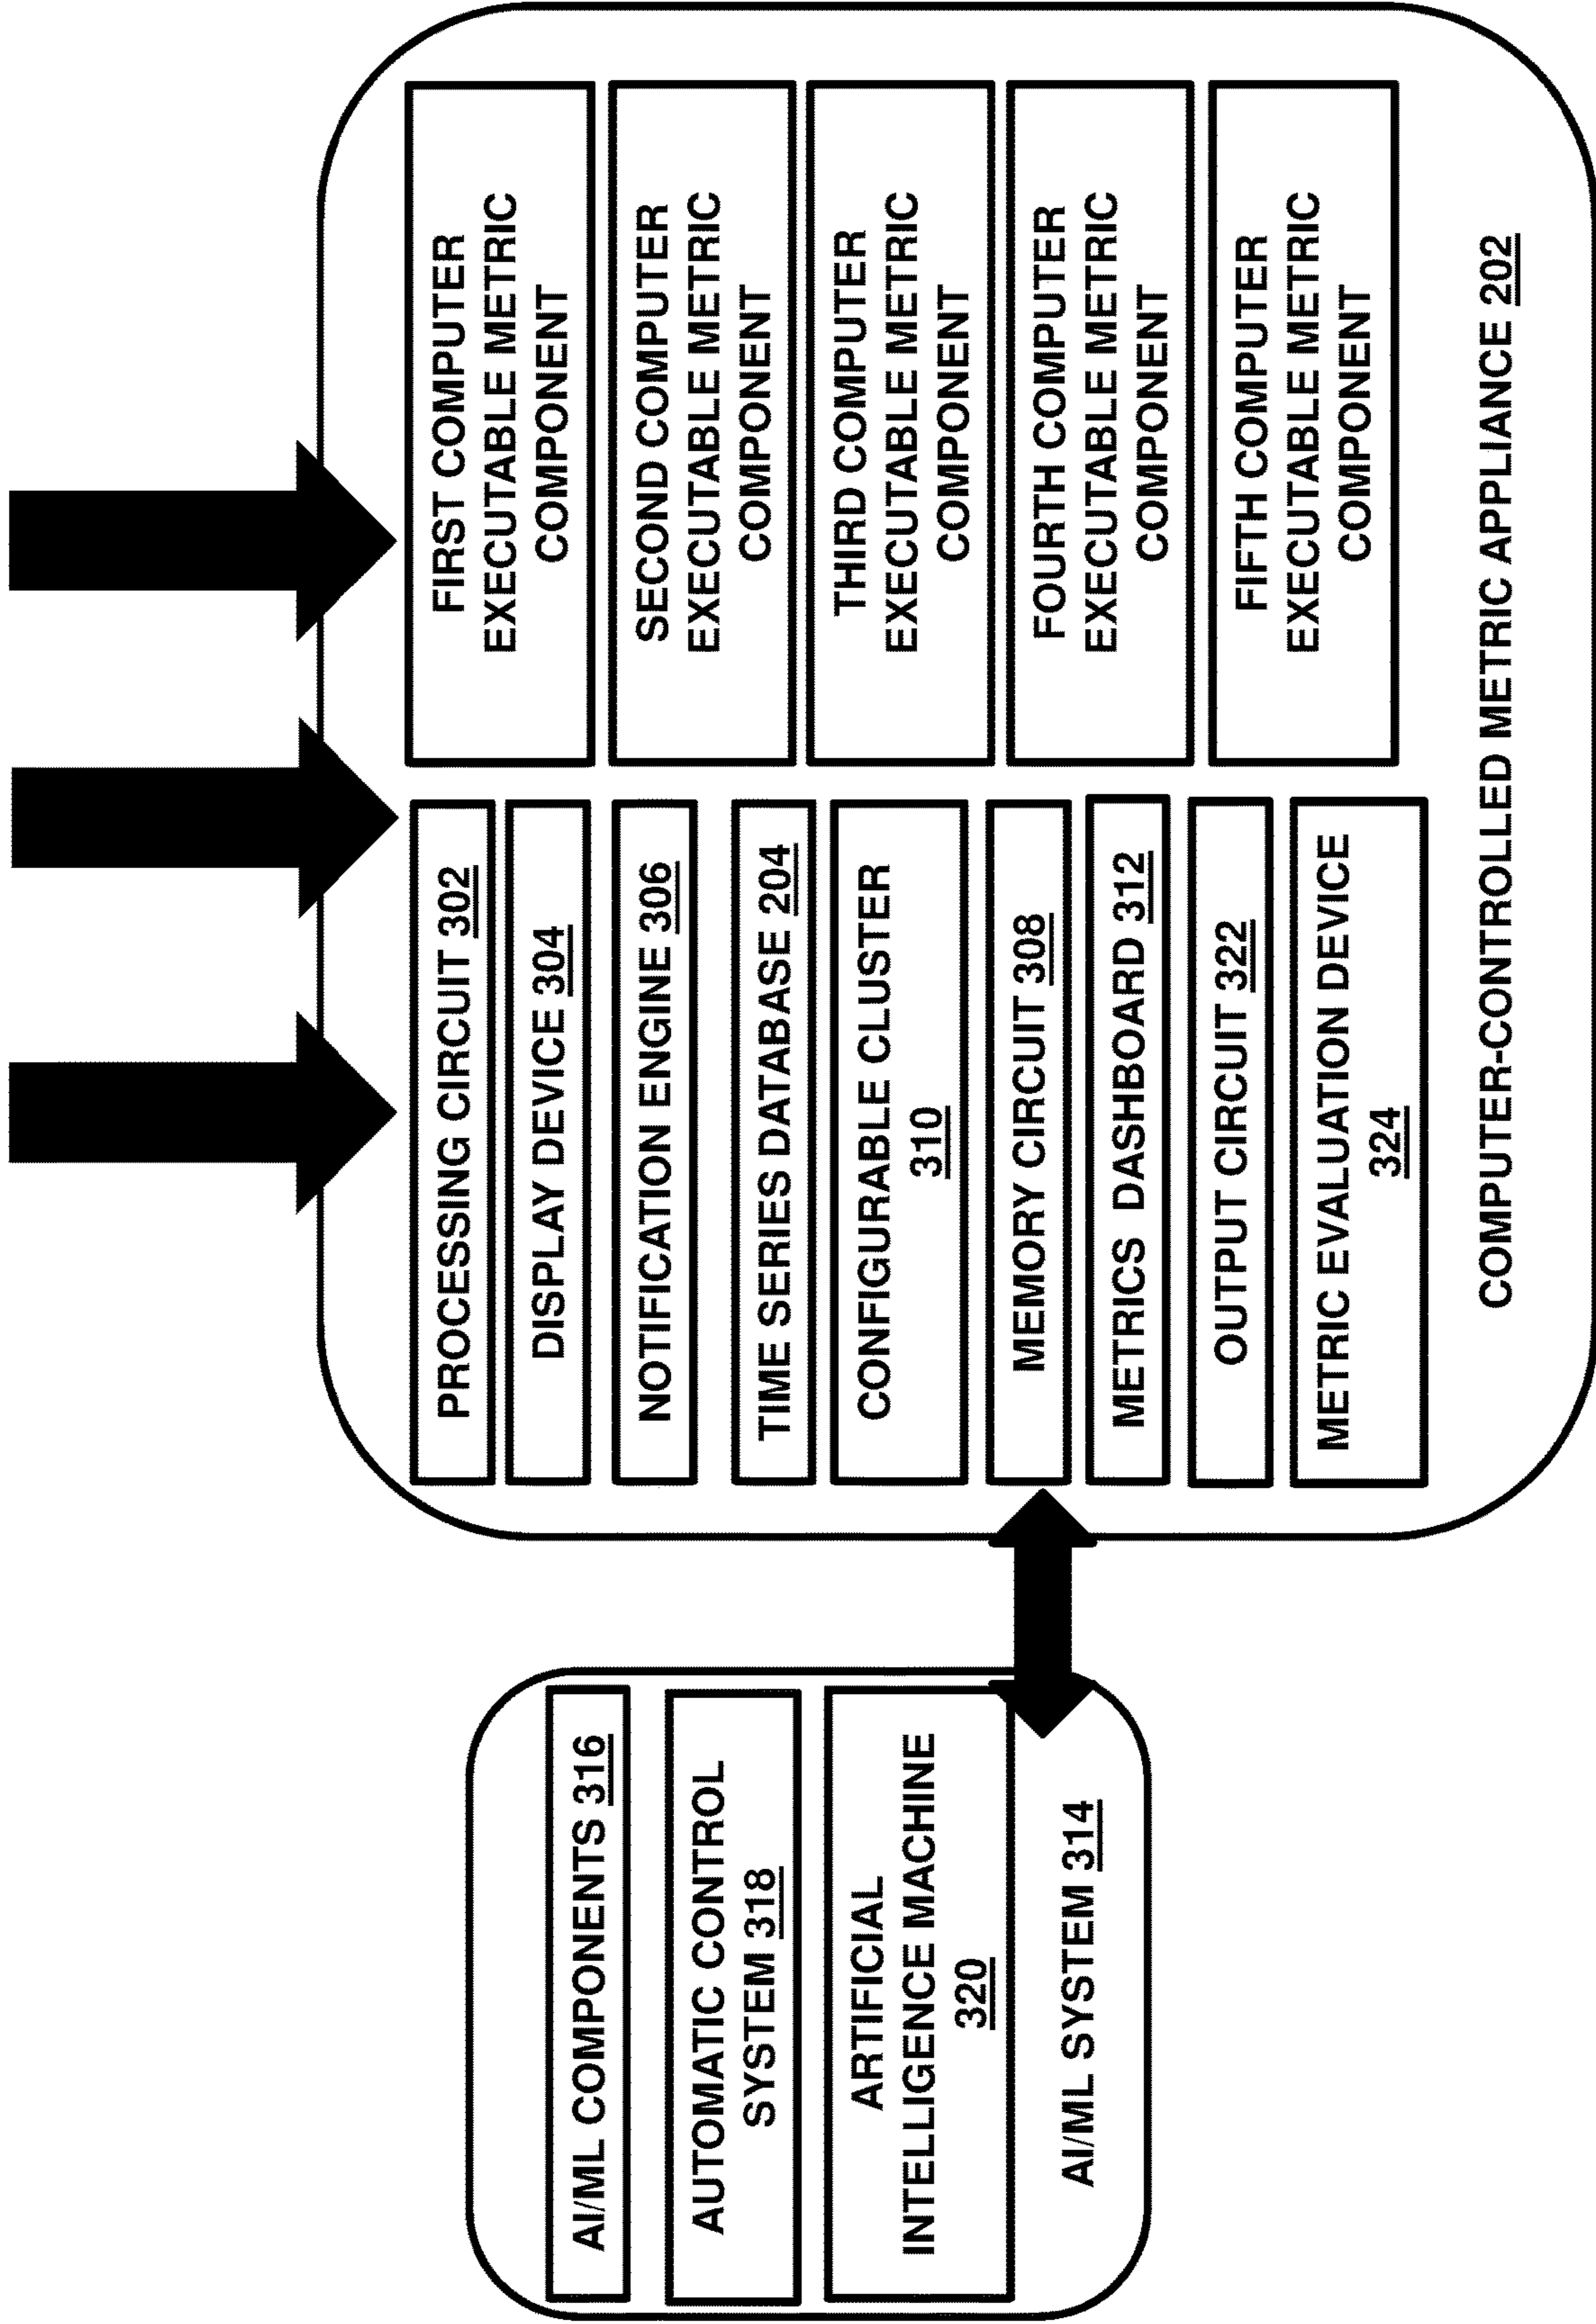 AI/ML COMPONENTS 316
AUTOMATIC CONTROL
SYSTEM 318
ARTIFICIAL
INTELLIGENCE MACHINE
320
AI/ML SYSTEM 314
PROCESSING CIRCUIT 302
DISPLAY DEVICE 304
NOTIFICATION ENGINE 306
TIME SERIES DATABASE 204
CONFIGURABLE CLUSTER
310
MEMORY CIRCUIT 308
METRICS DASHBOARD 312
OUTPUT CIRCUIT 322
METRIC EVALUATION DEVICE
324
FIRST COMPUTER
EXECUTABLE METRIC
COMPONENT
SECOND COMPUTER
EXECUTABLE METRIC
COMPONENT
THIRD COMPUTER
EXECUTABLE METRIC
COMPONENT
FOURTH COMPUTER
EXECUTABLE METRIC
COMPONENT
FIFTH COMPUTER
EXECUTABLE METRIC
COMPONENT
COMPUTER-CONTROLLED METRIC APPLIANCE 202